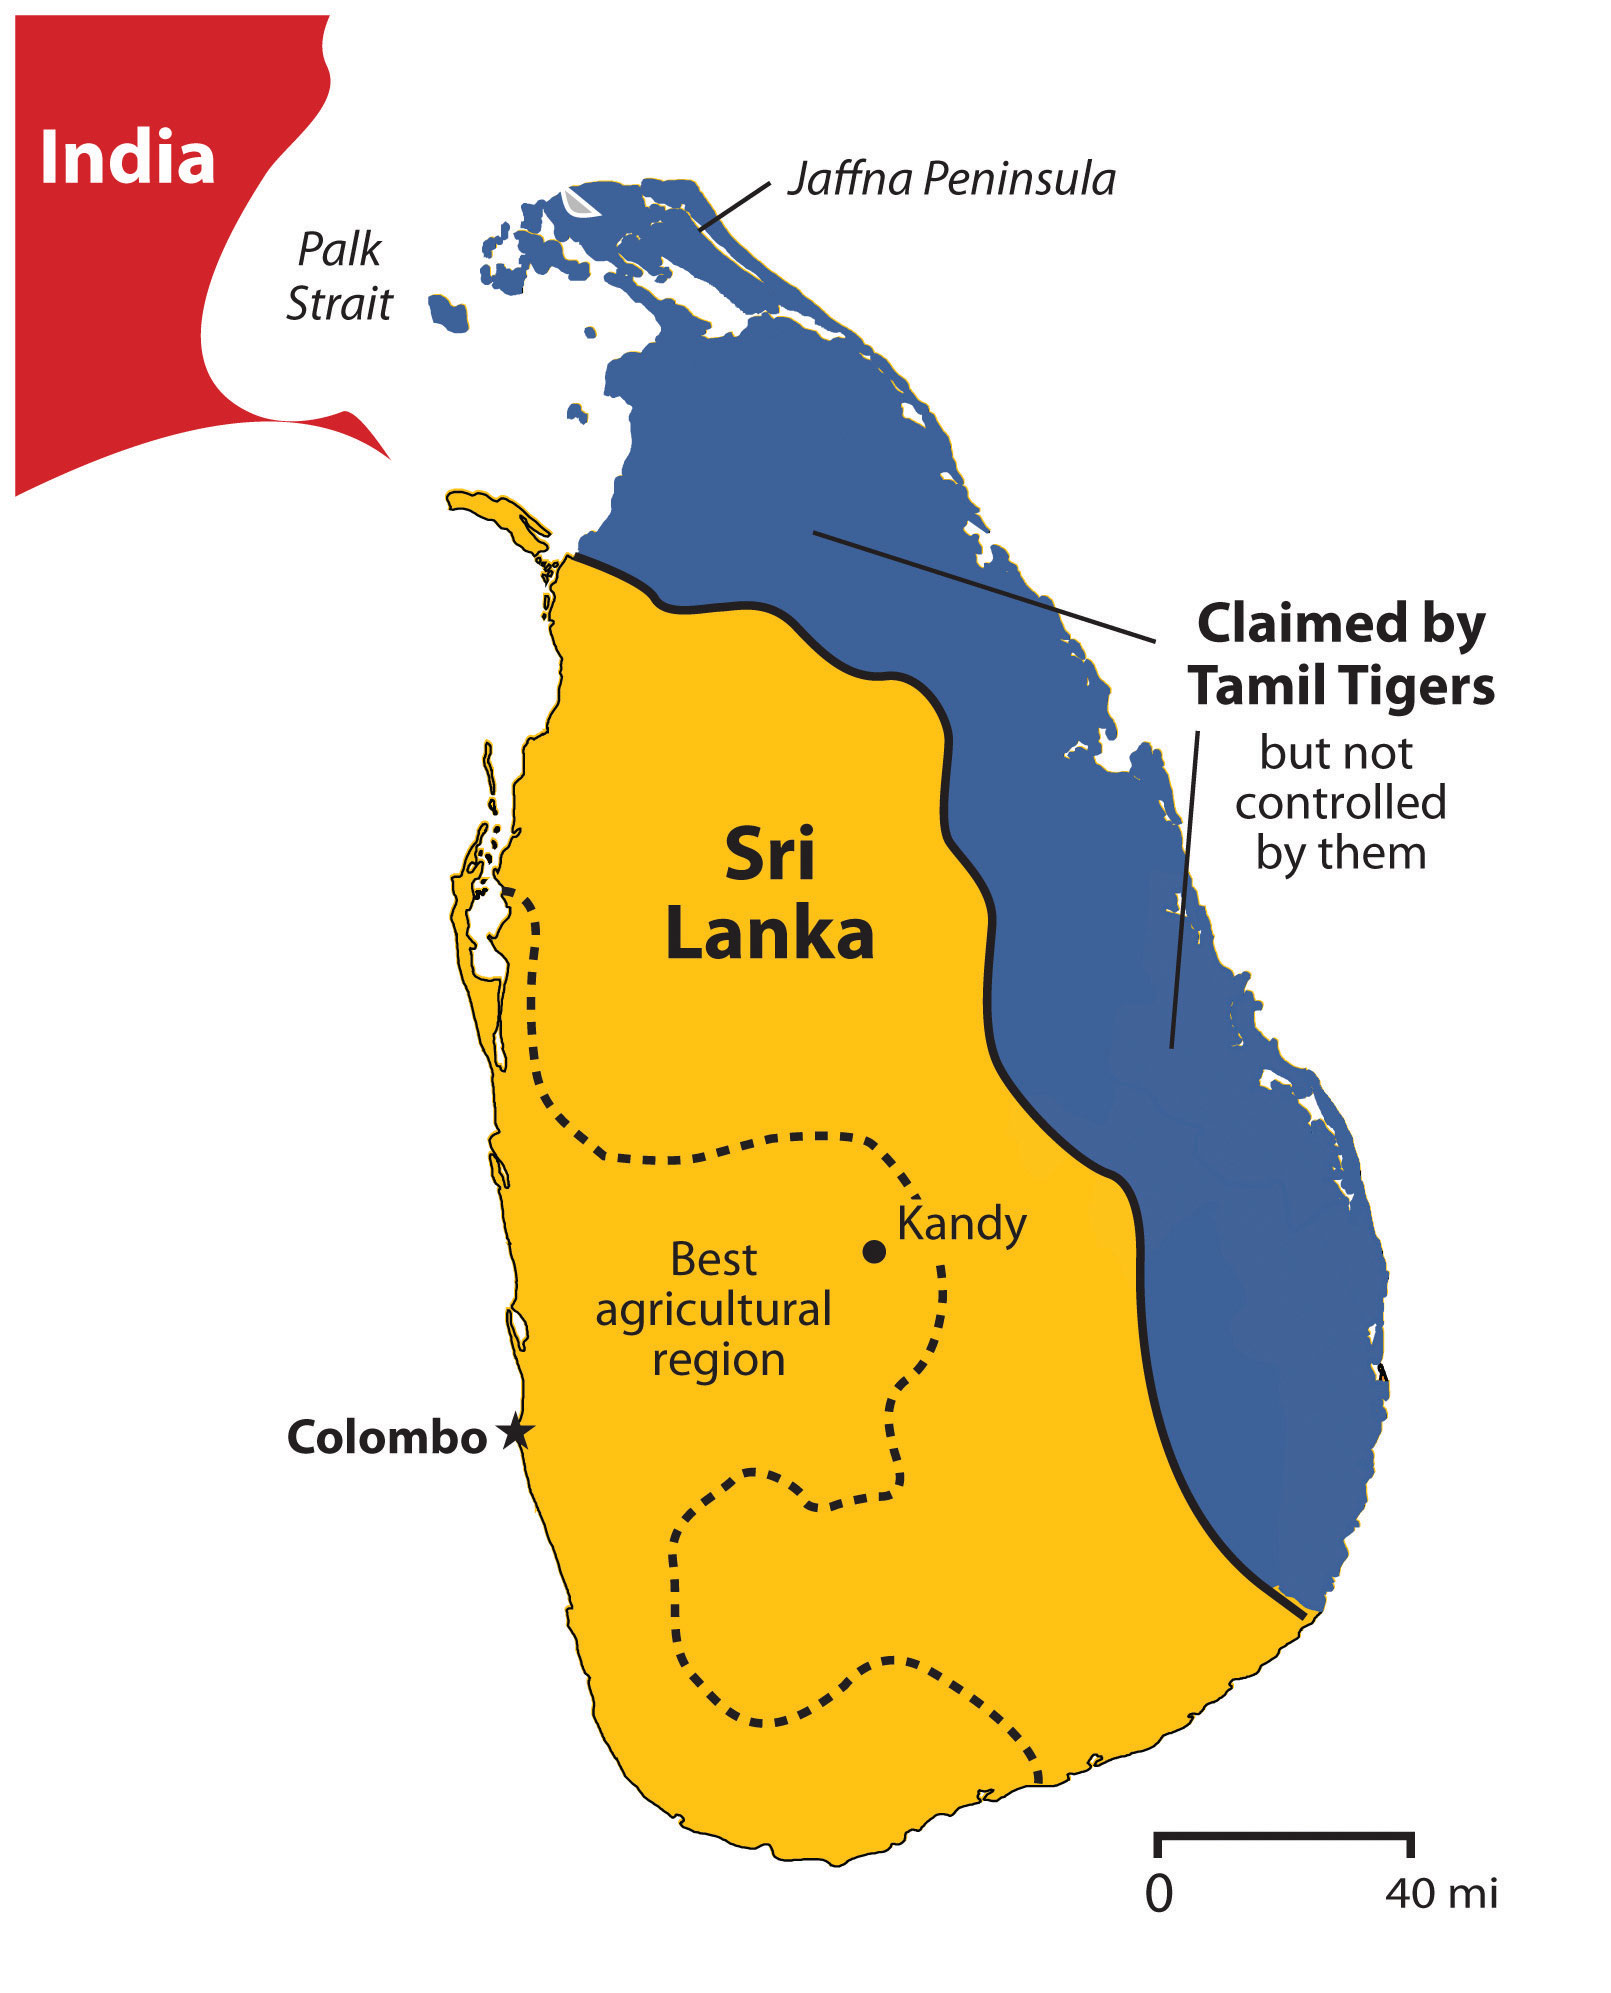 India
Jaffna Peninsula
Palk
Strait
Claimed by
Tamil Tigers
but not
controlled
by them
Sri
Lanka
Kandy
Best
agricultural
region
Colombo
0
40 mi